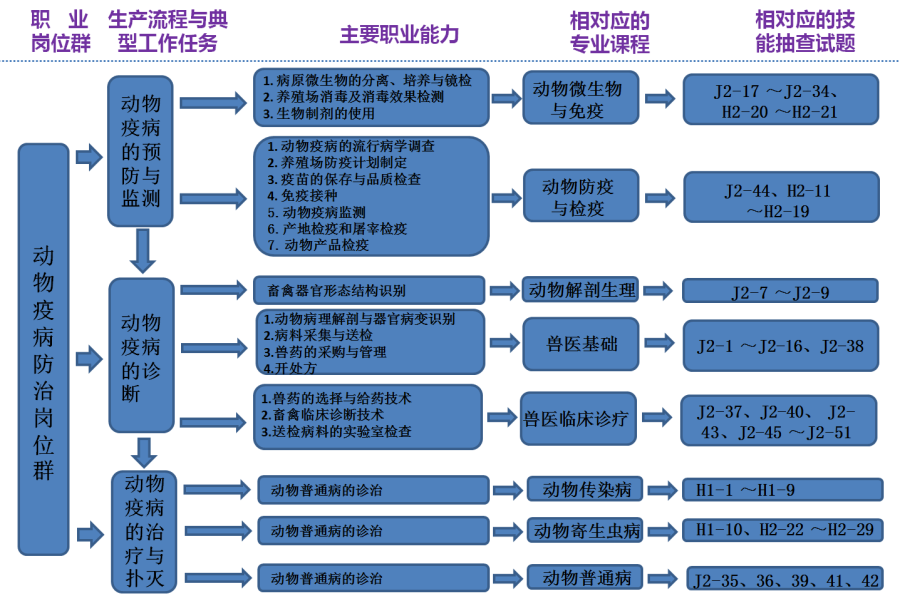 职 业
岗位群
生产流程与典
型工作任务
主要职业能力
相对应的
专业课程
相对应的技
能抽查试题
动物疫病防治岗位群
动物
疫病
的预
防与
监测
1. 病原微生物的分离、培养与镜检
2. 养殖场消毒及消毒效果检测
3. 生物制剂的使用
动物微生物
与免疫
J2-17 ～J2-34、
H2-20 ～H2-21
1. 动物疫病的流行病学调查
2. 养殖场防疫计划制定
3. 疫苗的保存与品质检查
4. 免疫接种
5. 动物疫病监测
6. 产地检疫和屠宰检疫
7. 动物产品检疫
动物防疫
与检疫
J2-44、H2-11
～H2-19
动物
疫病
的诊
断
畜禽器官形态结构识别
动物解剖生理
J2-7 ～J2-9
1.动物病理解剖与器官病变识别
2.病料采集与送检
3.兽药的采购与管理
4.开处方
兽医基础
J2-1 ～J2-16、J2-38
1.兽药的选择与给药技术
2.畜禽临床诊断技术
3.送检病料的实验室检查
兽医临床诊疗
J2-37、J2-40、 J2-
43、J2-45 ～J2-51
动物
疫病
的治
疗与
扑灭
动物普通病的诊治
动物传染病
H1-1 ～H1-9
动物普通病的诊治
动物寄生虫病
H1-10、H2-22 ～H2-29
动物普通病的诊治
动物普通病
J2-35、36、39、41、42